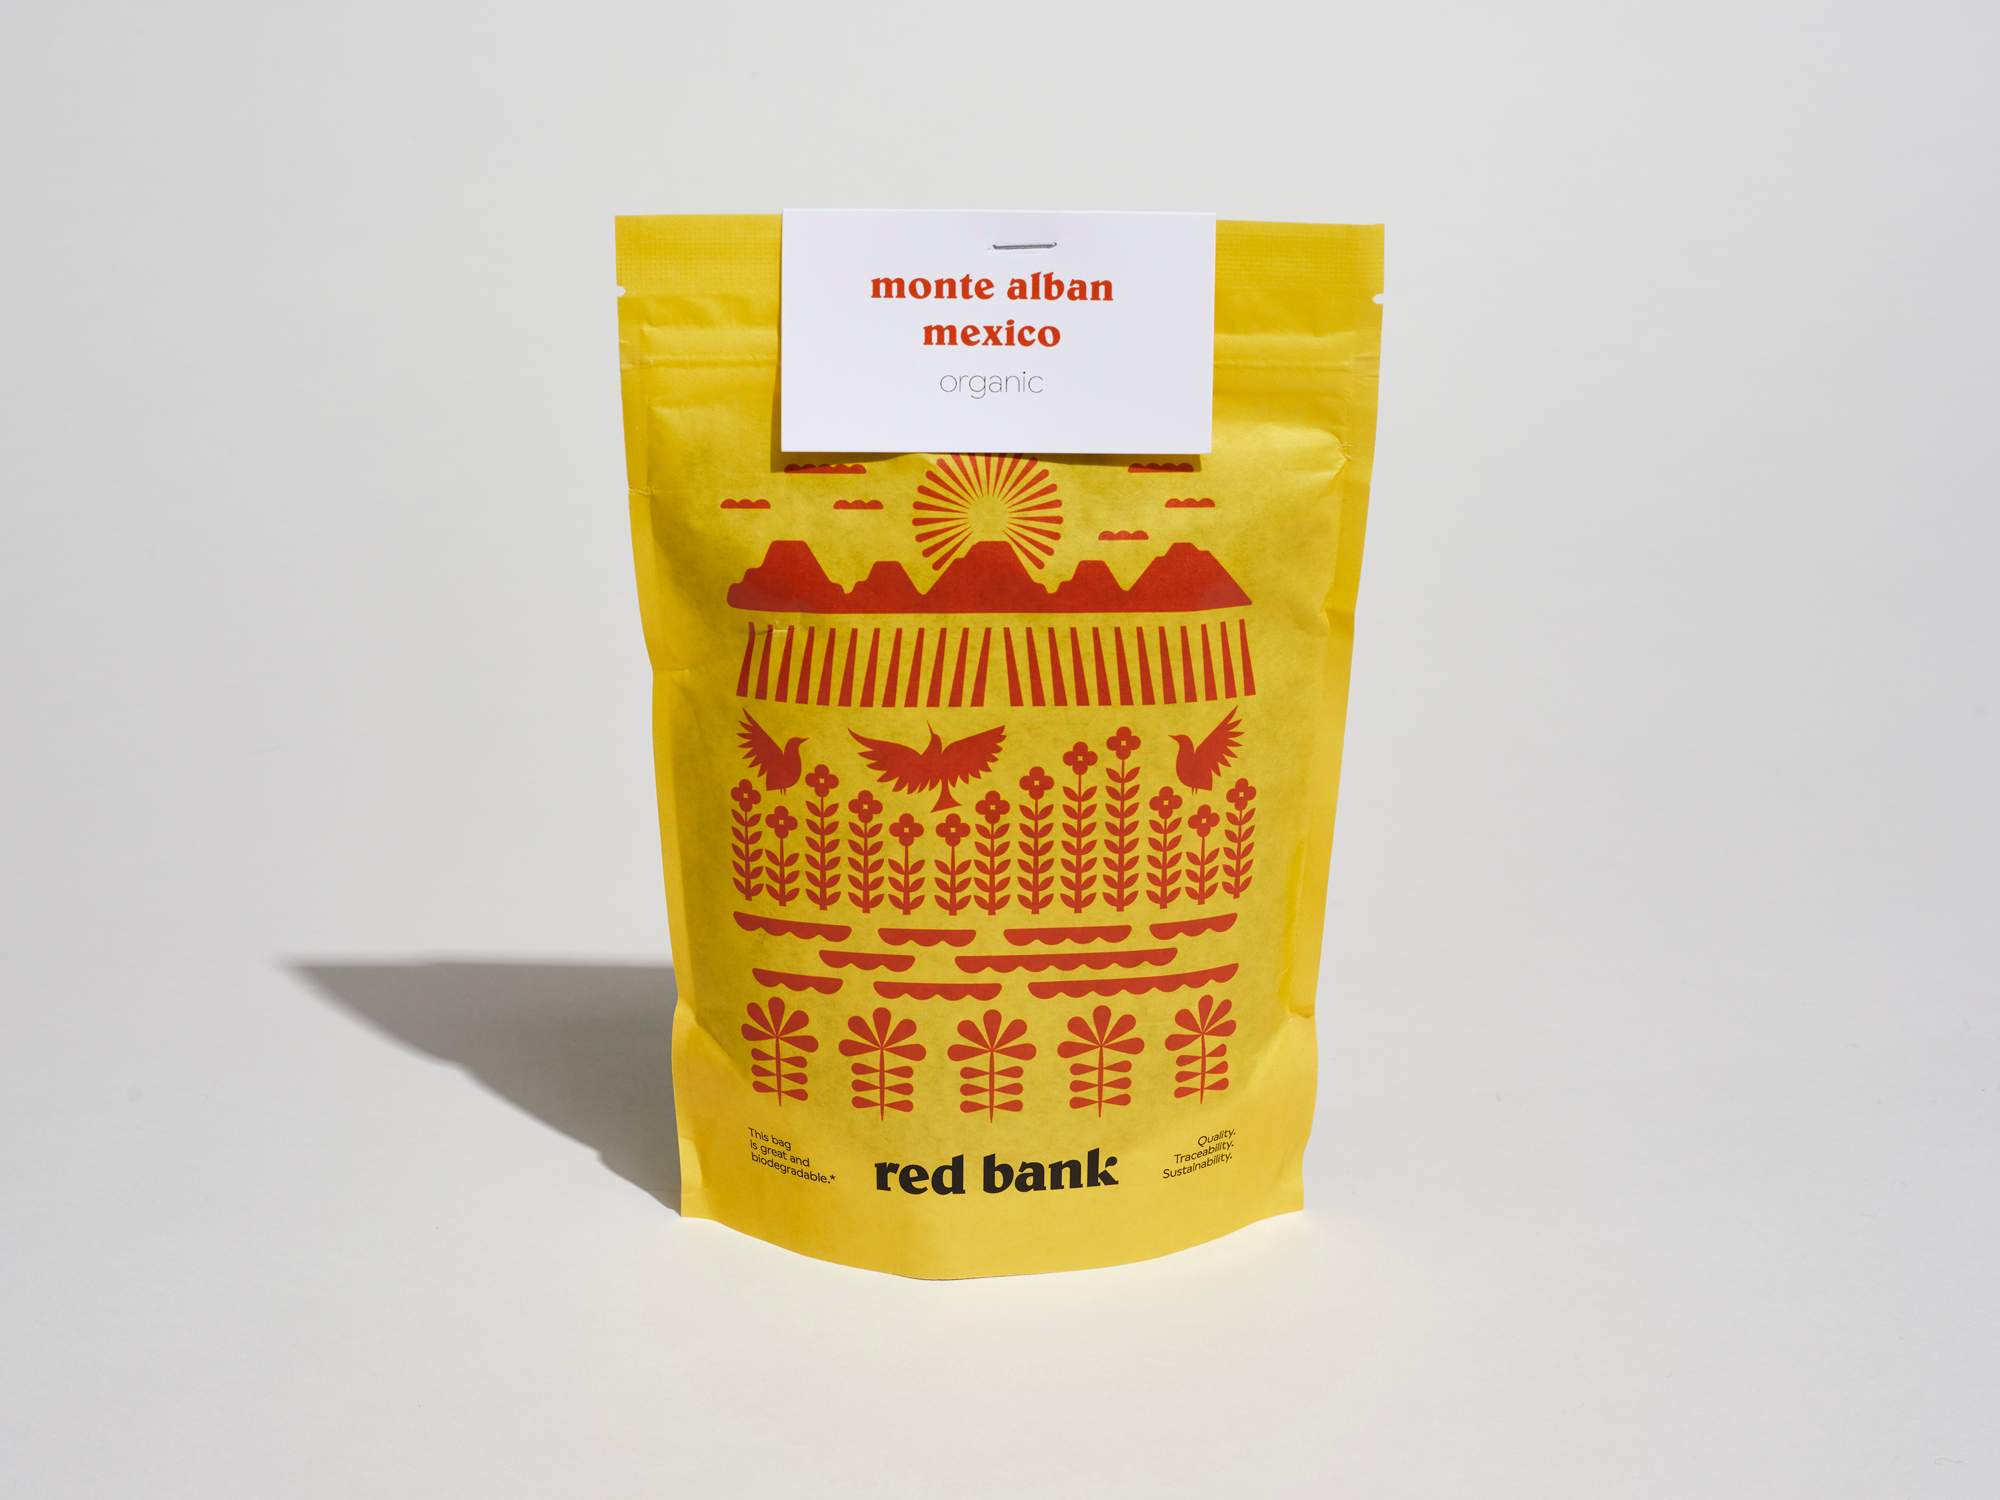 monte alban
mexico
organic
This bag
is great and
biodegradable.*
red bank
Quality.
Traceability.
Sustainability.